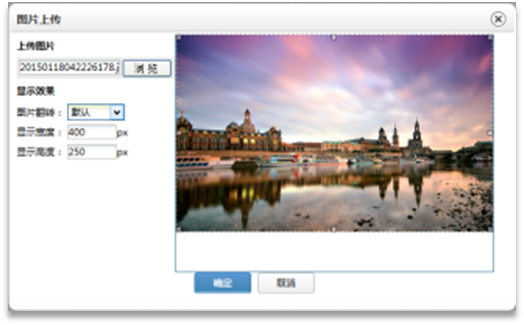 图片上传
上传图片
20150118042226178.j
浏 览
显示效果
图片翻转：
默认
显示宽度：
400
px
显示高度：
250
px
确定
取消